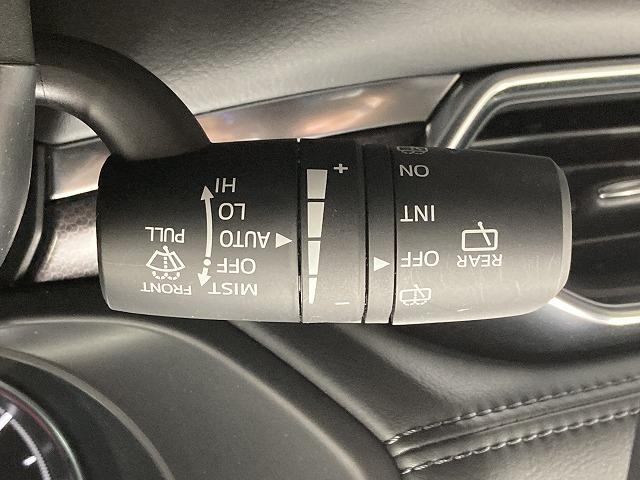 MIST
OFF
AUTO
LO
HI
FRONT
PULL
−
+
OFF
INT
ON
REAR